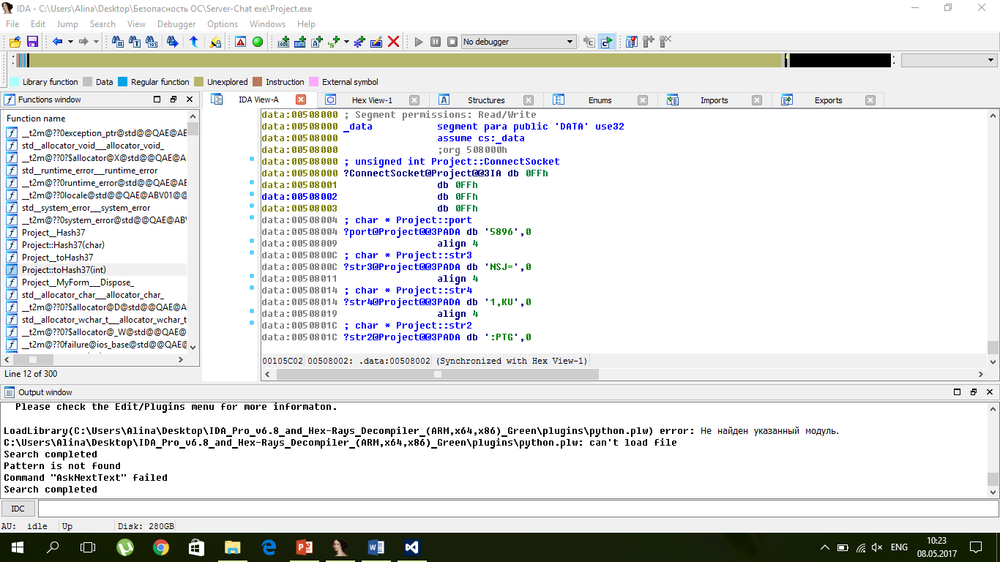 IDA - C:\Users\Alina\Desktop\Безопасность ОС\Server-Chat exe\Project.exe
File Edit Jump Search View Debugger Options Windows Help
No debugger
Library function Data Regular function Unexplored Instruction External symbol
Functions window
IDA View-A Hex View-1 Structures Enums Imports Exports
Function name
__t2m@??0exception_ptr@std@@QAE@AB
std__allocator_void___allocator_void_
__t2m@??0?$allocator@X@std@@QAE@A
std__runtime_error___runtime_error
__t2m@??0runtime_error@std@@QAE@AB
__t2m@??0locale@std@@QAE@ABV01@@
std__system_error___system_error
__t2m@??0system_error@std@@QAE@AB
Project__Hash37
Project::Hash37(char)
Project__toHash37
Project::toHash37(int)
Project__MyForm___Dispose_
std__allocator_char___allocator_char_
__t2m@??0?$allocator@D@std@@QAE@A
std__allocator_wchar_t___allocator_wchar_t
__t2m@??0?$allocator@_W@std@@QAE@
__t2m@??0failure@ios_base@std@@QAE@
Line 12 of 300
data:00508000 ; Segment permissions: Read/Write
data:00508000 _data segment para public 'DATA' use32
data:00508000 assume cs:_data
data:00508000 ;org 508000h
data:00508000 ; unsigned int Project::ConnectSocket
data:00508000 ?ConnectSocket@Project@@3IA db 0FFh
data:00508001 db 0FFh
data:00508002 db 0FFh
data:00508003 db 0FFh
data:00508004 ; char * Project::port
data:00508004 ?port@Project@@3PADA db '5896',0
data:00508009 align 4
data:0050800C ; char * Project::str3
data:0050800C ?str3@Project@@3PADA db 'NSJ=',0
data:00508011 align 4
data:00508014 ; char * Project::str4
data:00508014 ?str4@Project@@3PADA db '1,KU',0
data:00508019 align 4
data:0050801C ; char * Project::str2
data:0050801C ?str2@Project@@3PADA db ':PTG',0
00105C02 00508002: .data:00508002 (Synchronized with Hex View-1)
Output window
Please check the Edit/Plugins menu for more informaton.
LoadLibrary(C:\Users\Alina\Desktop\IDA_Pro_v6.8_and_Hex-Rays_Decompiler_(ARM,x64,x86)_Green\plugins\python.plw) error: Не найден указанный модуль.
C:\Users\Alina\Desktop\IDA_Pro_v6.8_and_Hex-Rays_Decompiler_(ARM,x64,x86)_Green\plugins\python.plw: can't load file
Search completed
Pattern is not found
Command "AskNextText" failed
Search completed
IDC
AU: idle Up Disk: 280GB
ENG
10:23
08.05.2017